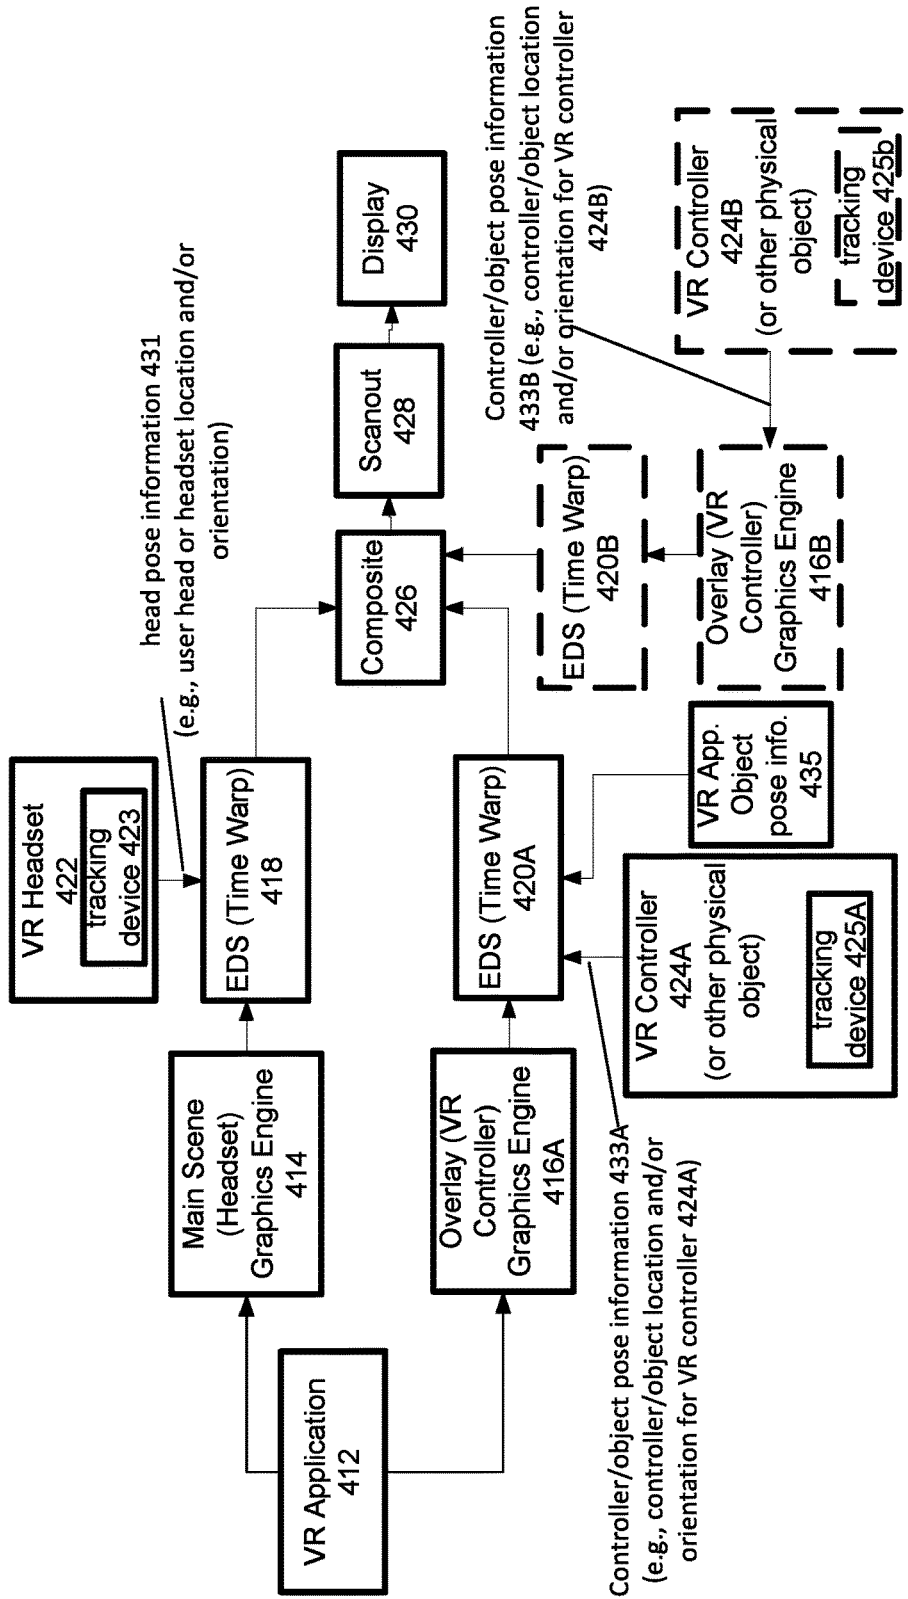 VR Application
412
Main Scene
(Headset)
Graphics Engine
414
Overlay (VR
Controller)
Graphics Engine
416A
VR Headset
422
tracking
device 423
head pose information 431
(e.g., user head or headset location and/or
orientation)
EDS (Time Warp)
418
EDS (Time Warp)
420A
Controller/object pose information 433A
(e.g., controller/object location and/or
orientation for VR controller 424A)
VR Controller
424A
(or other physical
object)
tracking
device 425A
VR App.
Object
pose info.
435
Composite
426
Scanout
428
Display
430
EDS (Time Warp)
420B
Overlay (VR
Controller)
Graphics Engine
416B
Controller/object pose information
433B (e.g., controller/object location
and/or orientation for VR controller
424B)
VR Controller
424B
(or other physical
object)
tracking
device 425b